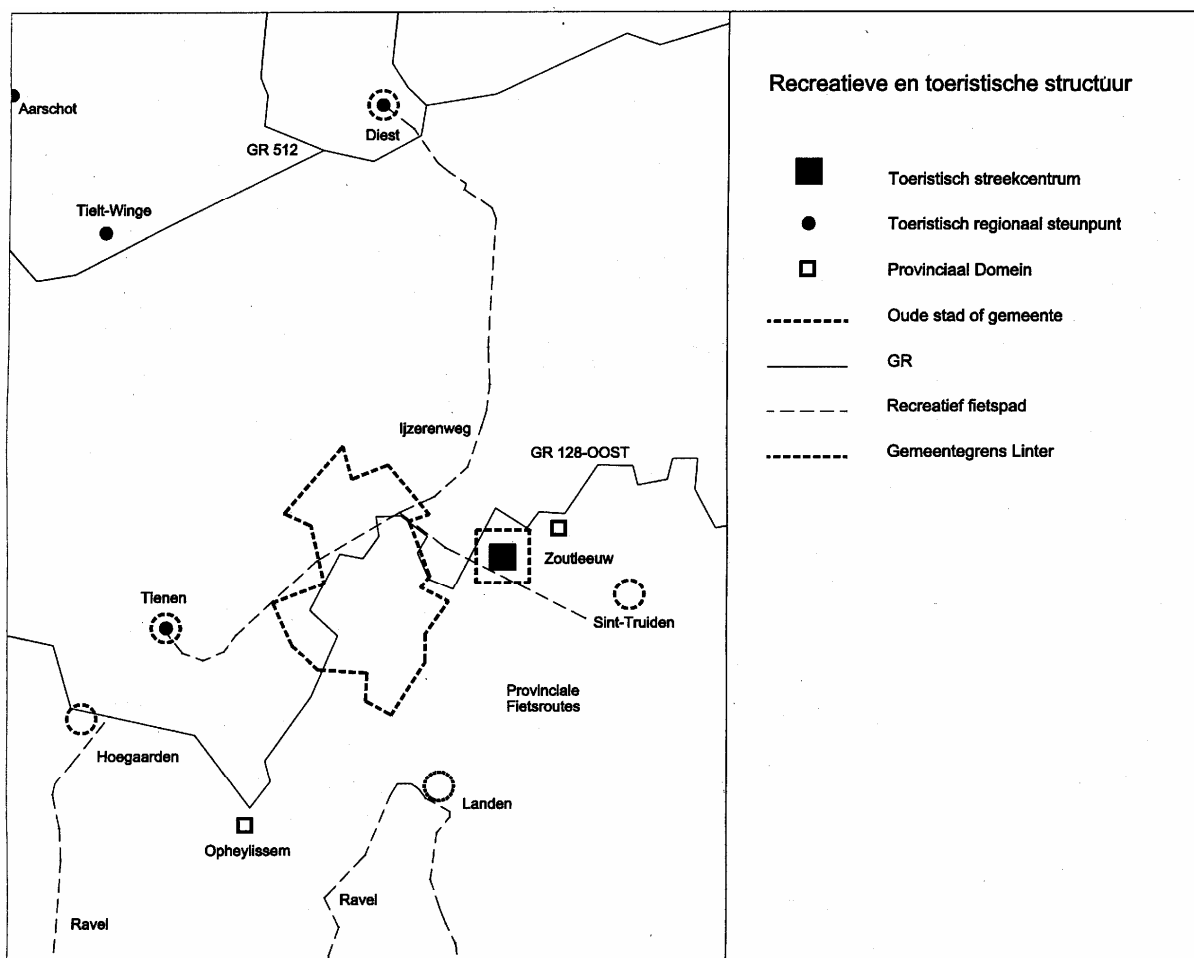 Aarschot
Diest
GR 512
Tielt-Winge
Ijzerenweg
GR 128-OOST
Zoutleeuw
Tienen
Sint-Truiden
Provinciale
Fietsroutes
Hoegaarden
Landen
Opheylissem
Ravel
Ravel
Recreatieve en toeristische structuur
Toeristisch streekcentrum
Toeristisch regionaal steunpunt
Provinciaal Domein
Oude stad of gemeente
GR
Recreatief fietspad
Gemeentegrens Linter